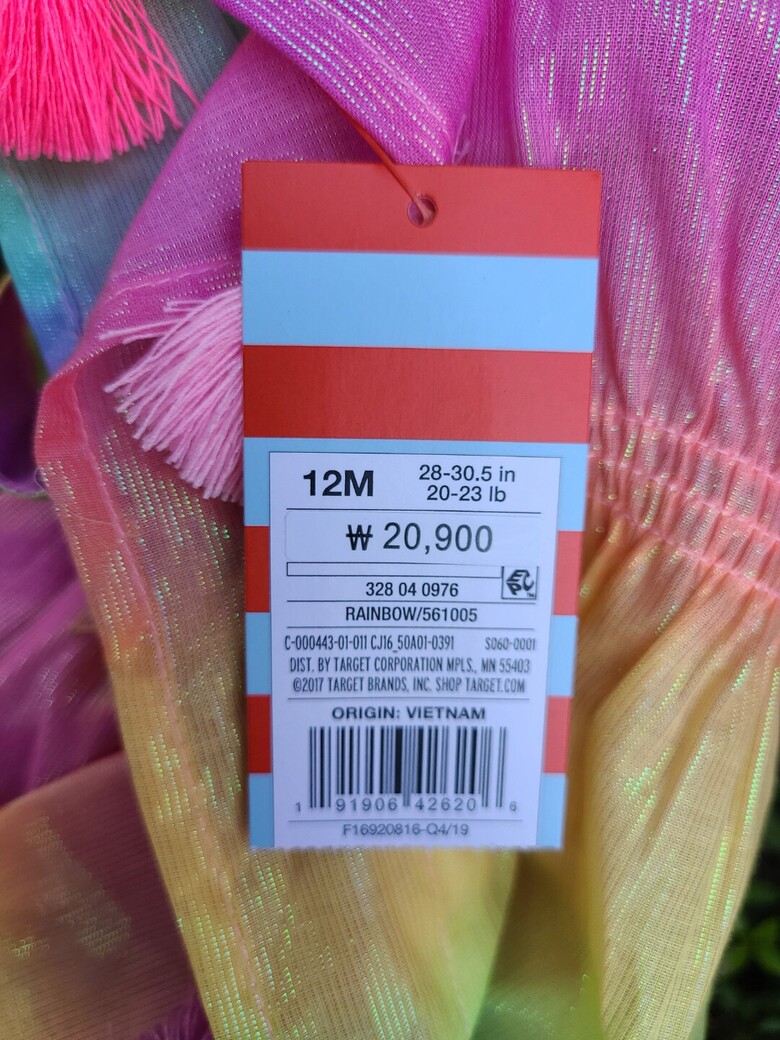 12M
28-30.5 in
20-23 lb
₩ 20,900
328 04 0976
EPC™
RAINBOW/561005
C-000443-01-011 CJ16_50A01-0391 S060-0001
DIST. BY TARGET CORPORATION MPLS., MN 55403
©2017 TARGET BRANDS, INC. SHOP TARGET.COM
ORIGIN: VIETNAM
1 91906 42620 6
F16920816-Q4/19